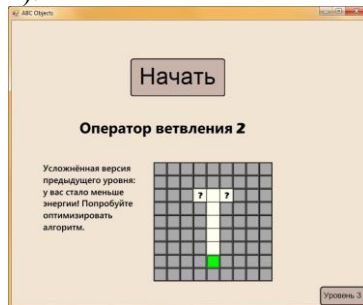 ).
ABC Objects
Начать
Оператор ветвления 2
Усложнённая версия
предыдущего уровня:
у вас стало меньше
энергии! Попробуйте
оптимизировать
алгоритм.
? ?
Уровень 3